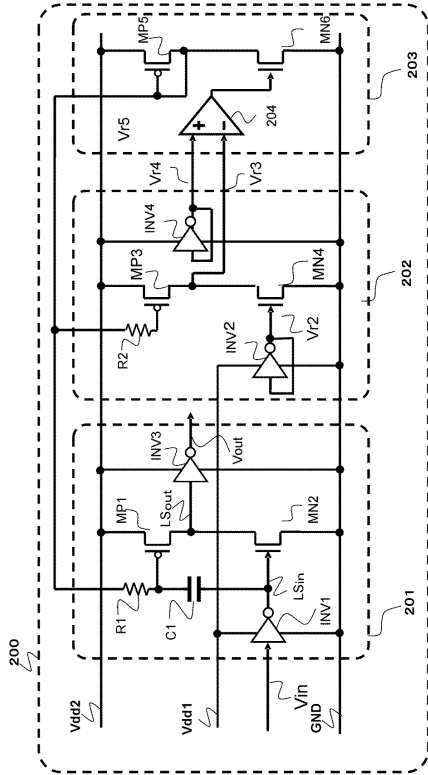 200
Vdd2
Vdd1
Vin
GND
R1
C1
MP1
LSout
INV3
Vout
MN2
LSin
INV1
201
R2
MP3
INV4
INV2
Vr2
MN4
202
Vr4
Vr3
Vr5
MP5
+
−
204
MN6
203